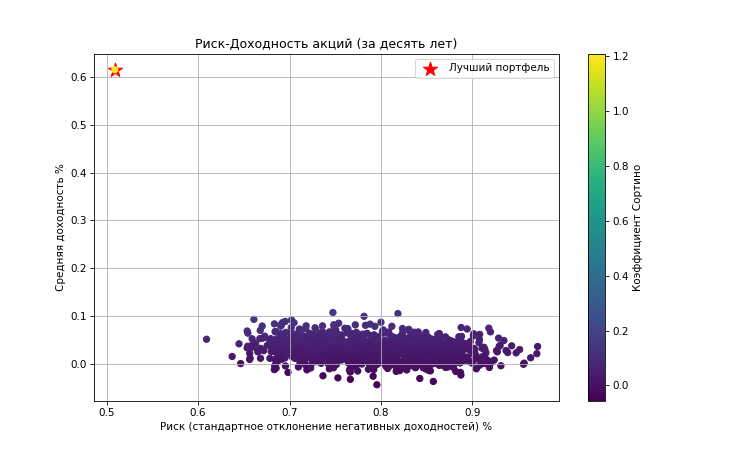 Риск-Доходность акций (за десять лет)
Лучший портфель
Средняя доходность %
0.6
0.5
0.4
0.3
0.2
0.1
0.0
0.5 0.6 0.7 0.8 0.9
Риск (стандартное отклонение негативных доходностей) %
1.2
1.0
0.8
0.6
0.4
0.2
0.0
Коэффициент Сортино